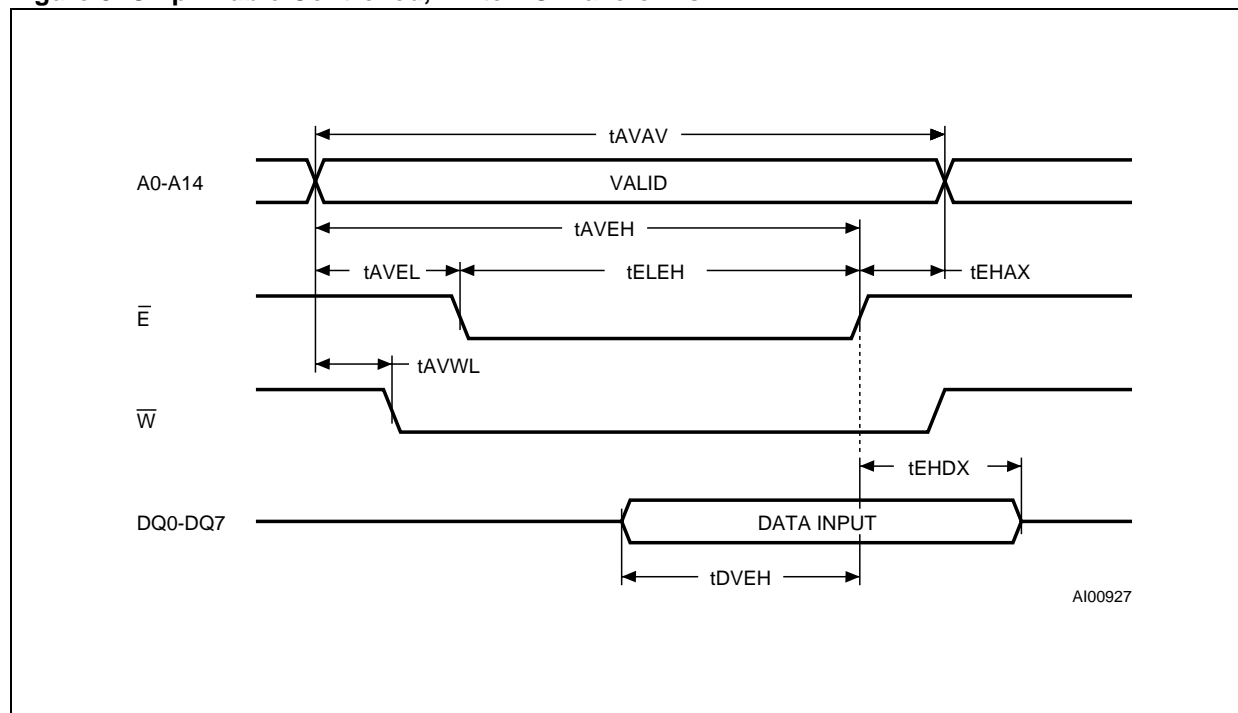 tAVAV
A0-A14
VALID
tAVEH
tAVEL
tELEH
tEHAX
E̅
tAVWL
W̅
tEHDX
DQ0-DQ7
DATA INPUT
tDVEH
AI00927